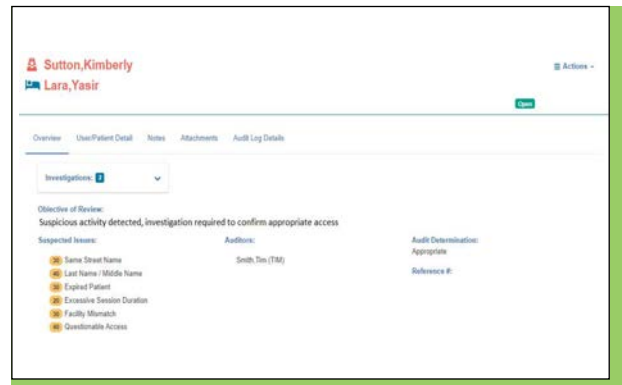 Sutton,Kimberly
Actions
Lara,Yasir
Open
Overview User/Patient Detail Notes Attachments Audit Log Details
Investigations: 3
Objective of Review:
Suspicious activity detected, investigation required to confirm appropriate access
Suspected Issues: Auditors: Audit Determination:
Appropriate
Same Street Name Smith,Tim (TIM)
Last Name / Middle Name Reference #:
Expired Patient
Excessive Session Duration
Facility Mismatch
Questionable Access